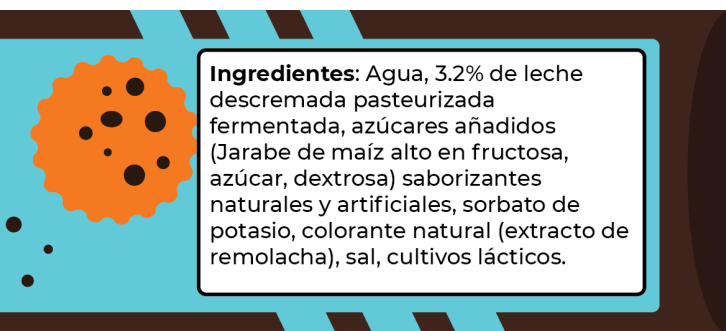 Ingredientes: Agua, 3.2% de leche
descremada pasteurizada
fermentada, azúcares añadidos
(Jarabe de maíz alto en fructosa,
azúcar, dextrosa) saborizantes
naturales y artificiales, sorbato de
potasio, colorante natural (extracto de
remolacha), sal, cultivos lácticos.